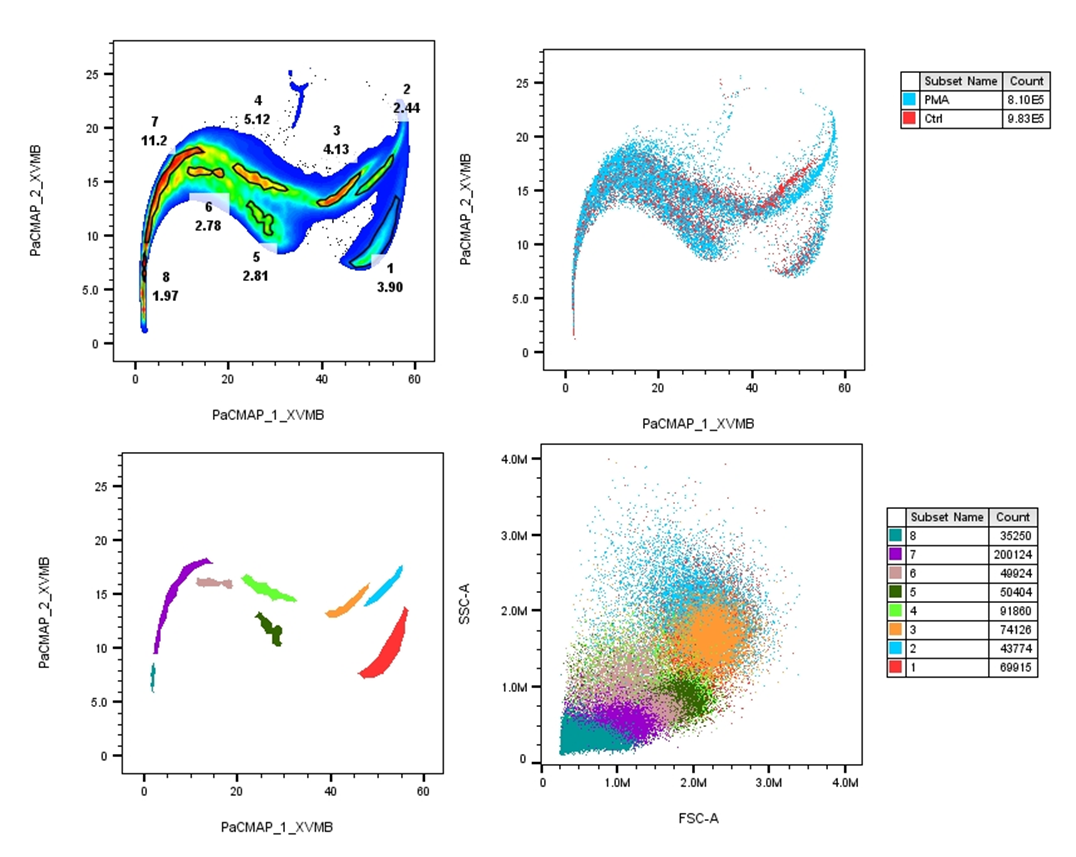 25
20
15
10
5.0
0
0
20
40
60
PaCMAP_2_XVMB
PaCMAP_1_XVMB
7
11.2
4
5.12
3
4.13
2
2.44
6
2.78
5
2.81
1
3.90
8
1.97
25
20
15
10
5.0
0
0
20
40
60
PaCMAP_2_XVMB
PaCMAP_1_XVMB
Subset Name Count
PMA 8.10E5
Ctrl 9.83E5
25
20
15
10
5.0
0
0
20
40
60
PaCMAP_2_XVMB
PaCMAP_1_XVMB
4.0M
3.0M
2.0M
1.0M
0
0
1.0M
2.0M
3.0M
4.0M
SSC-A
FSC-A
Subset Name Count
8 35250
7 200124
6 49924
5 50404
4 91860
3 74126
2 43774
1 69915